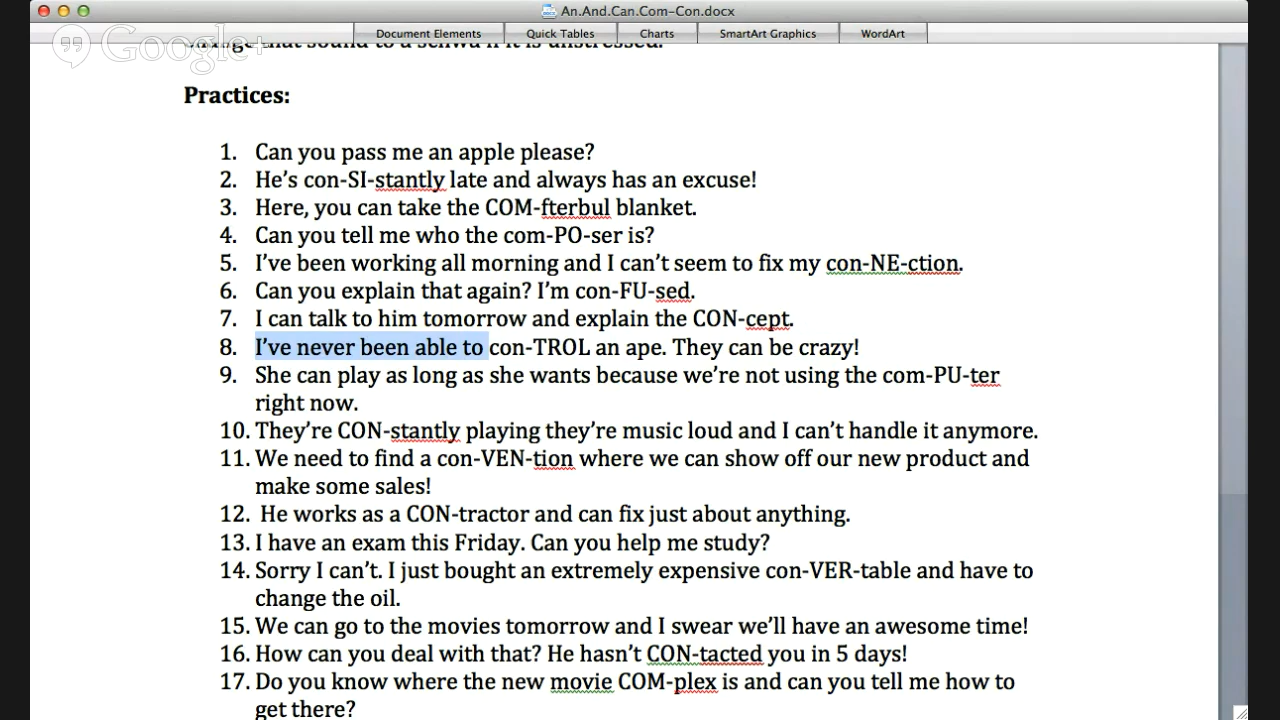 An.And.Can.Com-Con.docx
Google+
Document Elements Quick Tables Charts SmartArt Graphics WordArt
change that sound to a schwa if it is unstressed.
Practices:
1. Can you pass me an apple please?
2. He's con-SI-stantly late and always has an excuse!
3. Here, you can take the COM-fterbul blanket.
4. Can you tell me who the com-PO-ser is?
5. I've been working all morning and I can't seem to fix my con-NE-ction.
6. Can you explain that again? I'm con-FU-sed.
7. I can talk to him tomorrow and explain the CON-cept.
8. I've never been able to con-TROL an ape. They can be crazy!
9. She can play as long as she wants because we're not using the com-PU-ter
right now.
10. They're CON-stantly playing they're music loud and I can't handle it anymore.
11. We need to find a con-VEN-tion where we can show off our new product and
make some sales!
12. He works as a CON-tractor and can fix just about anything.
13. I have an exam this Friday. Can you help me study?
14. Sorry I can't. I just bought an extremely expensive con-VER-table and have to
change the oil.
15. We can go to the movies tomorrow and I swear we'll have an awesome time!
16. How can you deal with that? He hasn't CON-tacted you in 5 days!
17. Do you know where the new movie COM-plex is and can you tell me how to
get there?